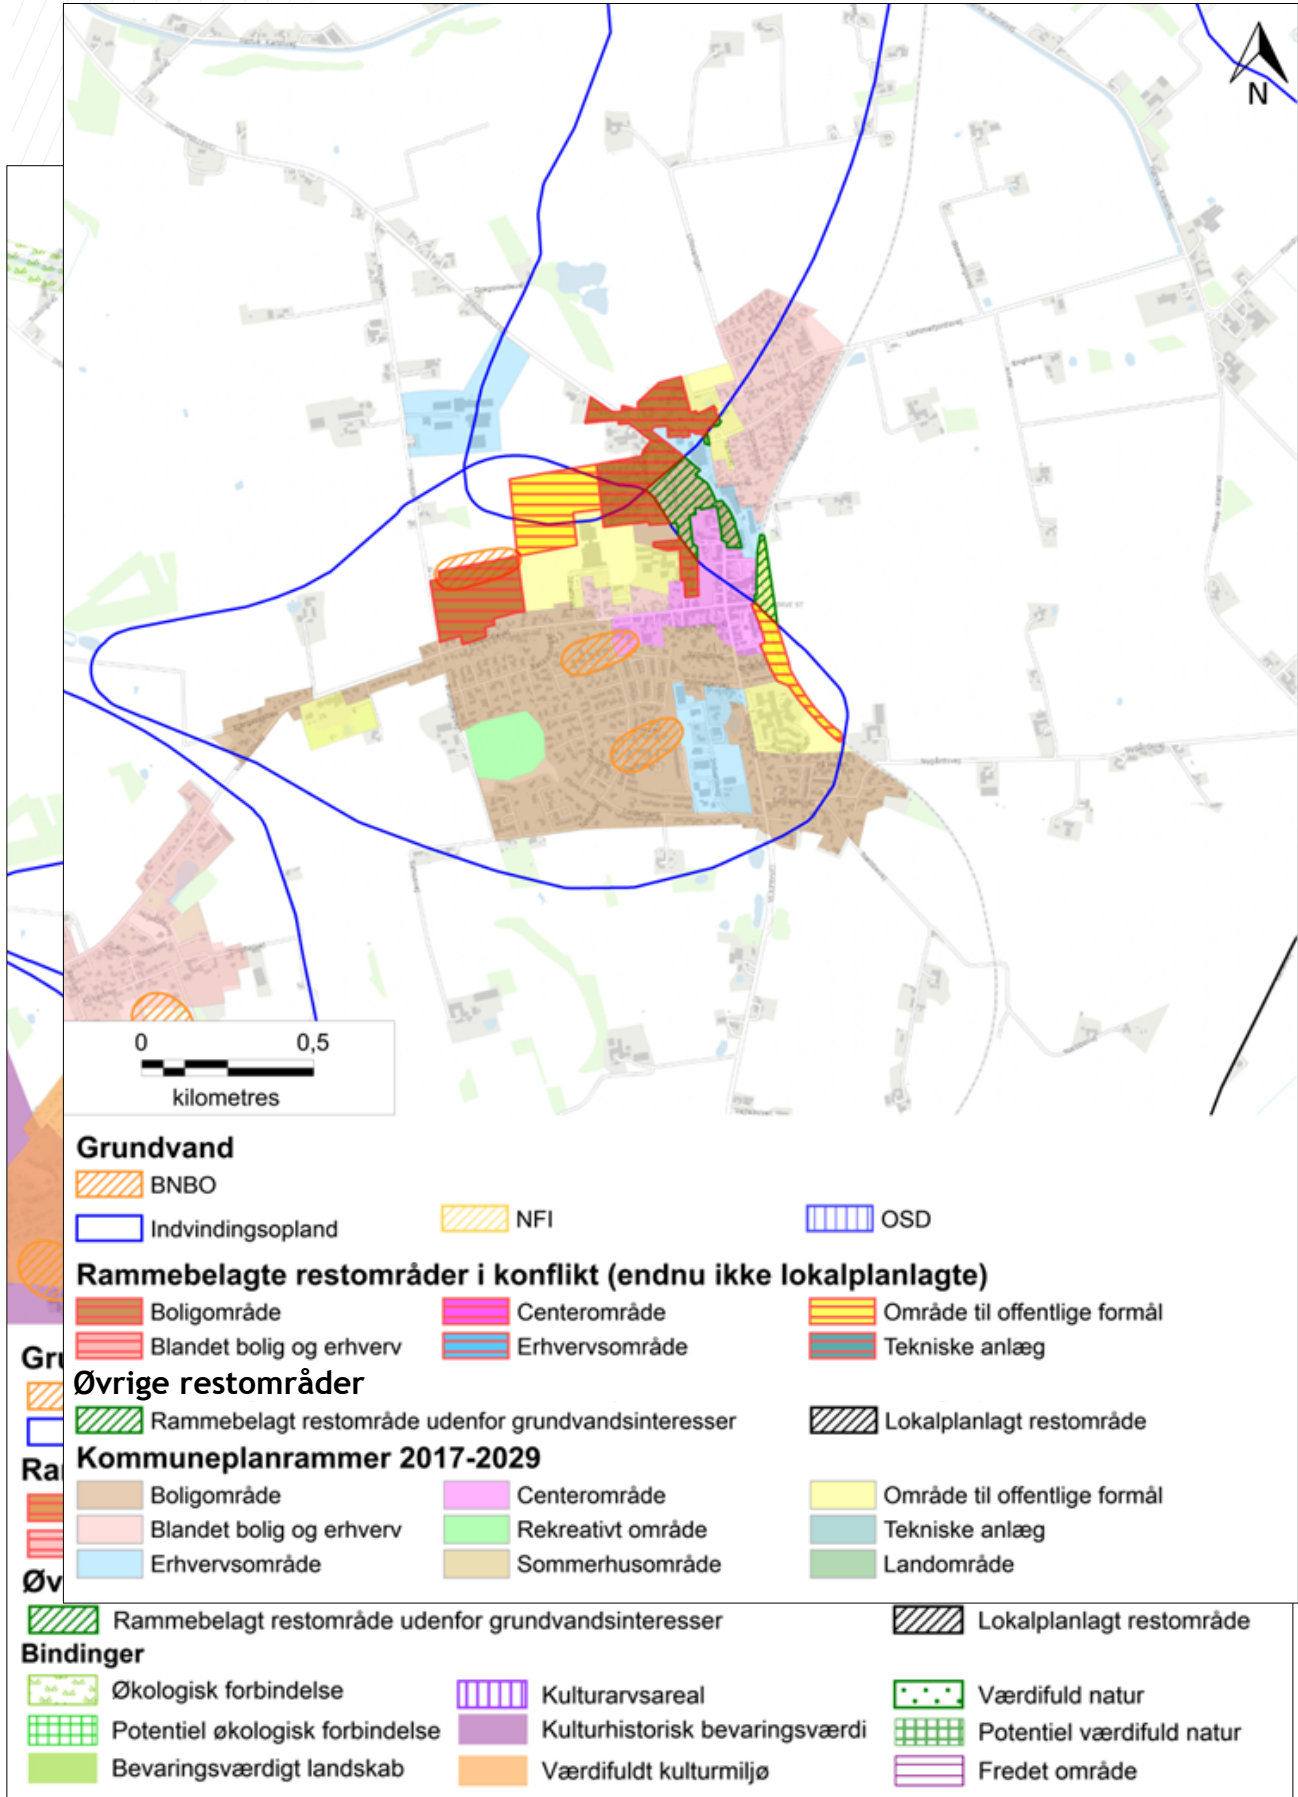 N
0 0,5
kilometres
Grundvand
BNBO
Indvindingsopland NFI OSD
Rammebelagte restområder i konflikt (endnu ikke lokalplanlagte)
Boligområde Centerområde Område til offentlige formål
Blandet bolig og erhverv Erhvervsområde Tekniske anlæg
Øvrige restområder
Rammebelagt restområde udenfor grundvandsinteresser Lokalplanlagt restområde
Kommuneplanrammer 2017-2029
Boligområde Centerområde Område til offentlige formål
Blandet bolig og erhverv Rekreativt område Tekniske anlæg
Erhvervsområde Sommerhusområde Landområde
Gru
Ra
Øv
Rammebelagt restområde udenfor grundvandsinteresser Lokalplanlagt restområde
Bindinger
Økologisk forbindelse Kulturarvsareal Værdifuld natur
Potentiel økologisk forbindelse Kulturhistorisk bevaringsværdi Potentiel værdifuld natur
Bevaringsværdigt landskab Værdifuldt kulturmiljø Fredet område